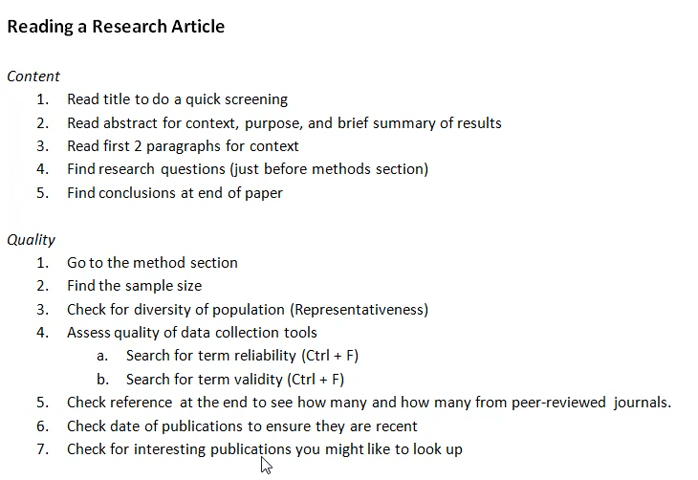 Reading a Research Article
Content
1. Read title to do a quick screening
2. Read abstract for context, purpose, and brief summary of results
3. Read first 2 paragraphs for context
4. Find research questions (just before methods section)
5. Find conclusions at end of paper
Quality
1. Go to the method section
2. Find the sample size
3. Check for diversity of population (Representativeness)
4. Assess quality of data collection tools
a. Search for term reliability (Ctrl + F)
b. Search for term validity (Ctrl + F)
5. Check reference at the end to see how many and how many from peer-reviewed journals.
6. Check date of publications to ensure they are recent
7. Check for interesting publications you might like to look up